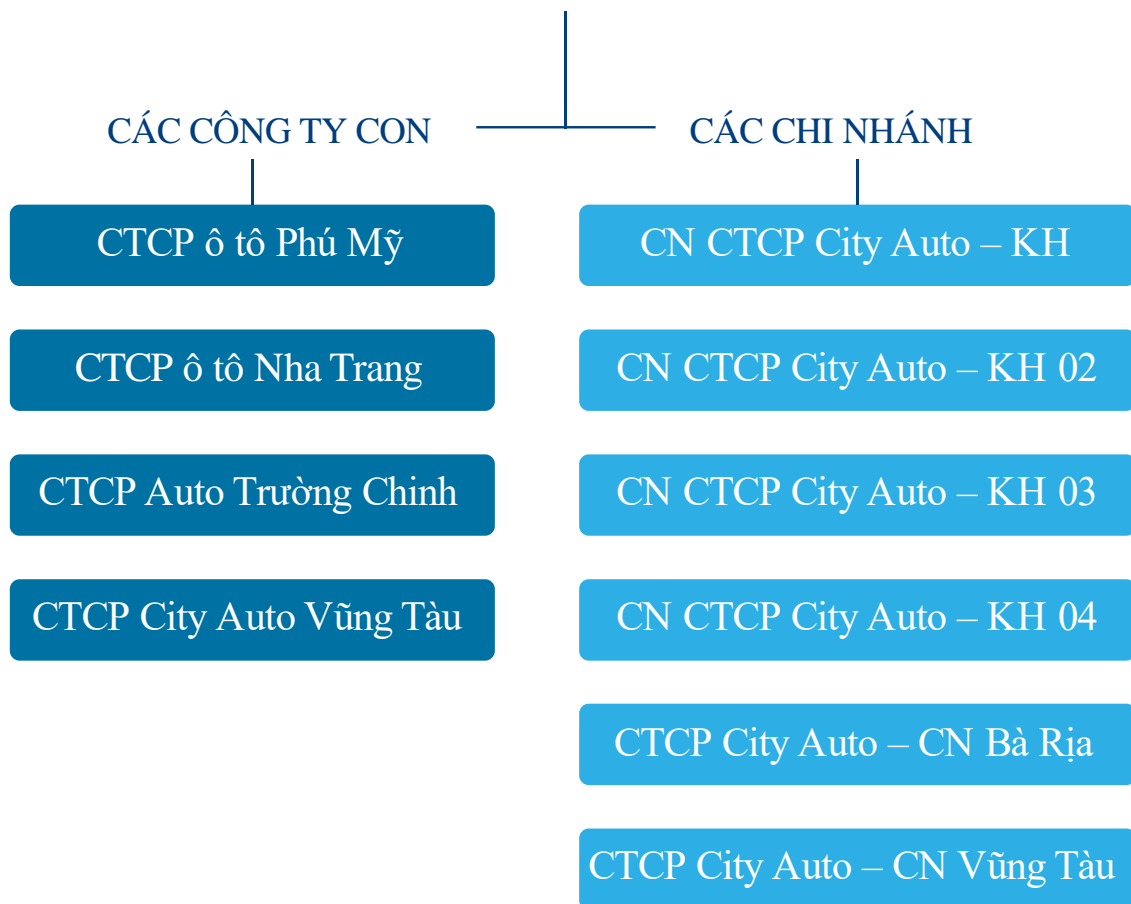 CÁC CÔNG TY CON
CTCP ô tô Phú Mỹ
CTCP ô tô Nha Trang
CTCP Auto Trường Chinh
CTCP City Auto Vũng Tàu
CÁC CHI NHÁNH
CN CTCP City Auto – KH
CN CTCP City Auto – KH 02
CN CTCP City Auto – KH 03
CN CTCP City Auto – KH 04
CTCP City Auto – CN Bà Rịa
CTCP City Auto – CN Vũng Tàu